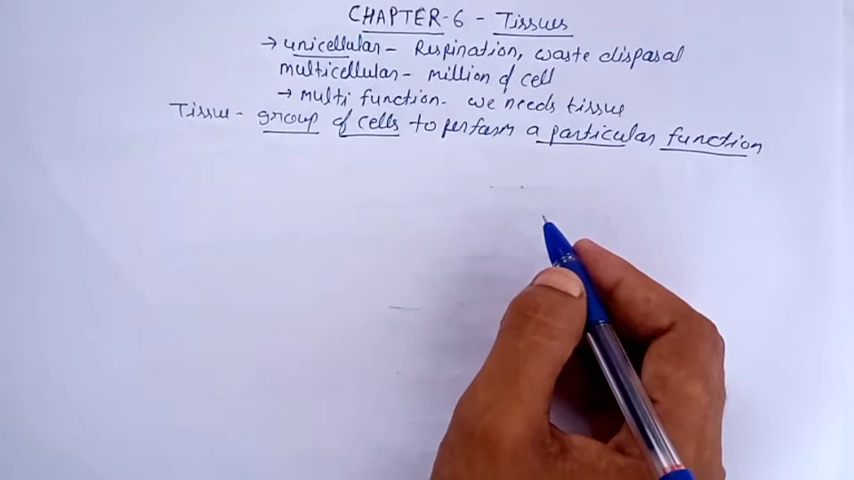 CHAPTER-6 - Tissues
→ unicellular - Respiration, waste dispasal
multicellular - million of cell
→ multi function - we needs tissue
Tissue - group of cells to perform a particular function